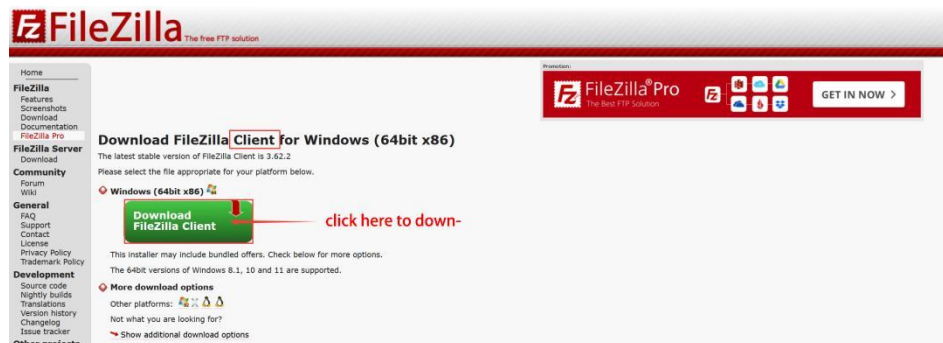 FileZilla The free FTP solution
Home
FileZilla
Features
Screenshots
Download
Documentation
FileZilla Pro
FileZilla Server
Download
Community
Forum
Wiki
General
FAQ
Support
Contact
License
Privacy Policy
Trademark Policy
Development
Source code
Nightly builds
Translations
Version history
Changelog
Issue tracker
Other projects
Promotion:
FileZilla®Pro
The Best FTP Solution
GET IN NOW >
Download FileZilla Client for Windows (64bit x86)
The latest stable version of FileZilla Client is 3.62.2
Please select the file appropriate for your platform below.
Windows (64bit x86)
Download
FileZilla Client
click here to down-
This installer may include bundled offers. Check below for more options.
The 64bit versions of Windows 8.1, 10 and 11 are supported.
More download options
Other platforms:
Not what you are looking for?
Show additional download options